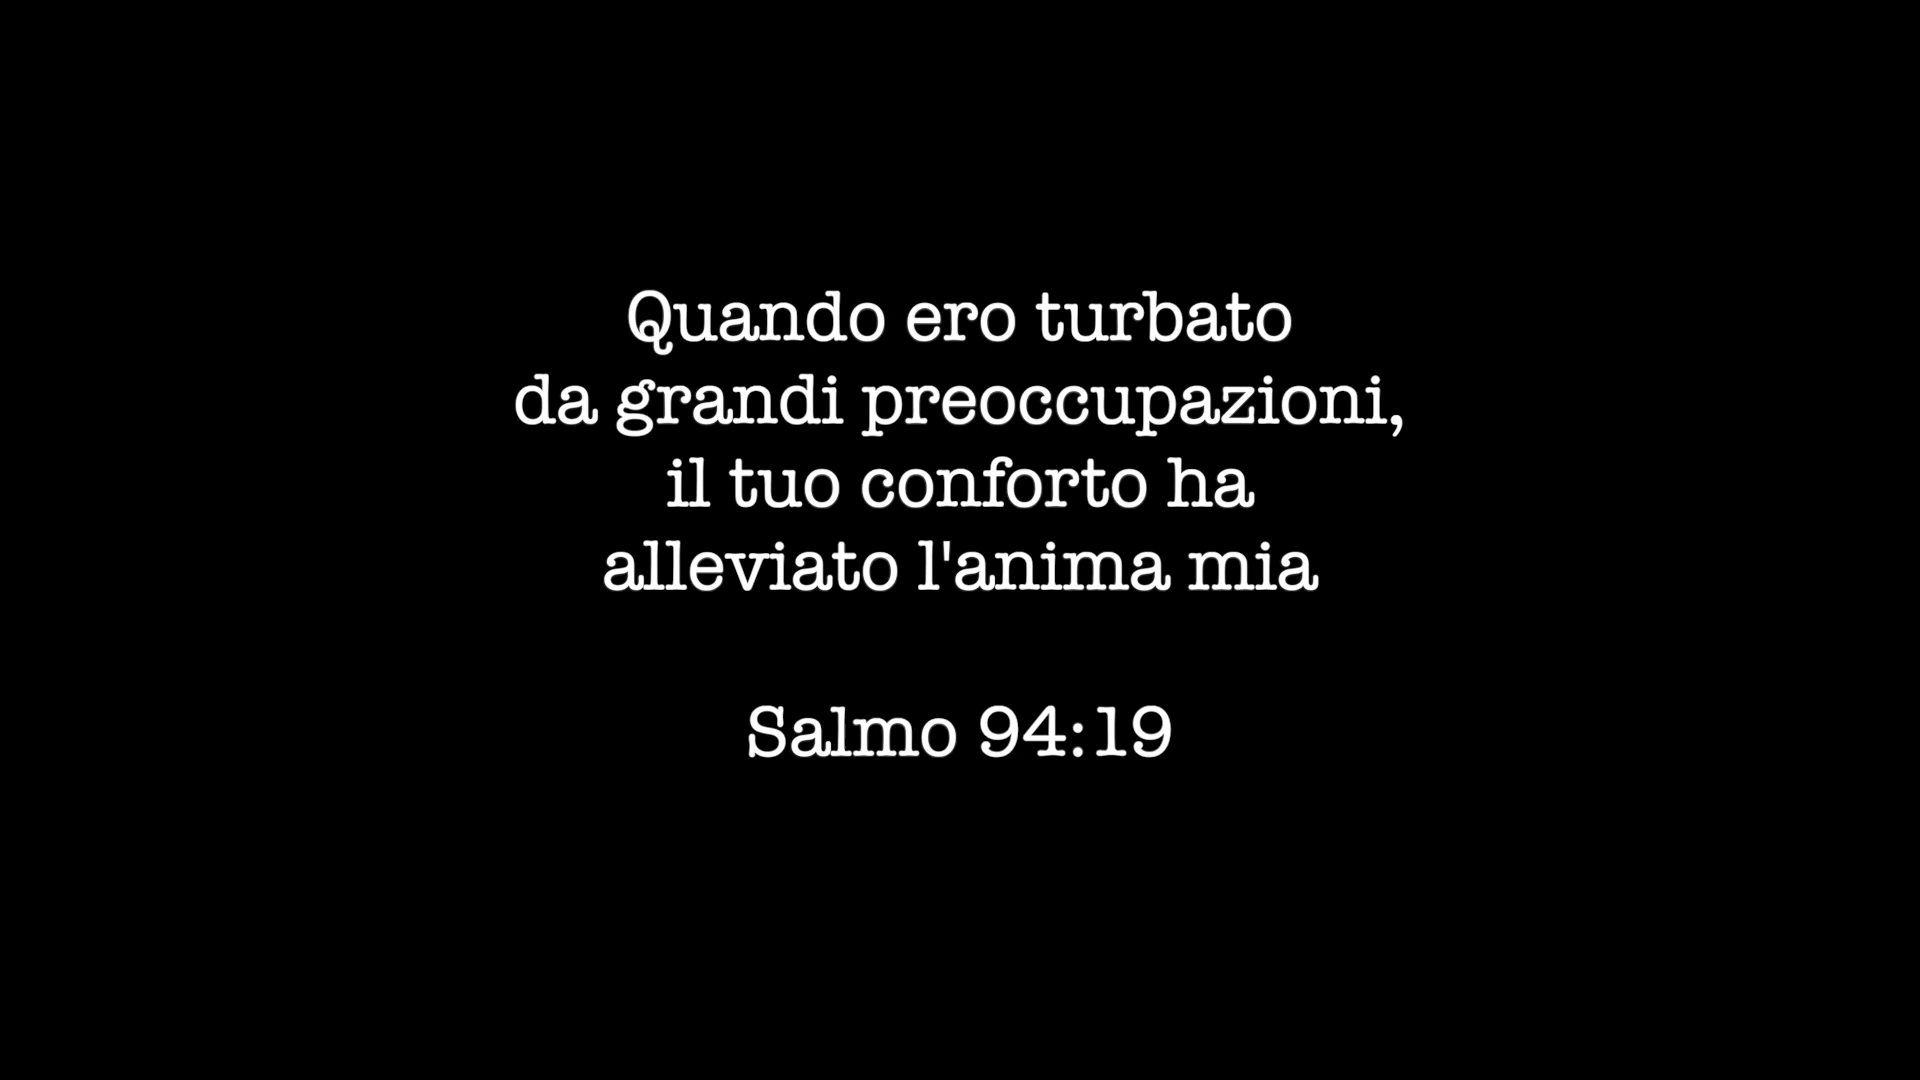 Quando ero turbato
da grandi preoccupazioni,
il tuo conforto ha
alleviato l'anima mia
Salmo 94:19